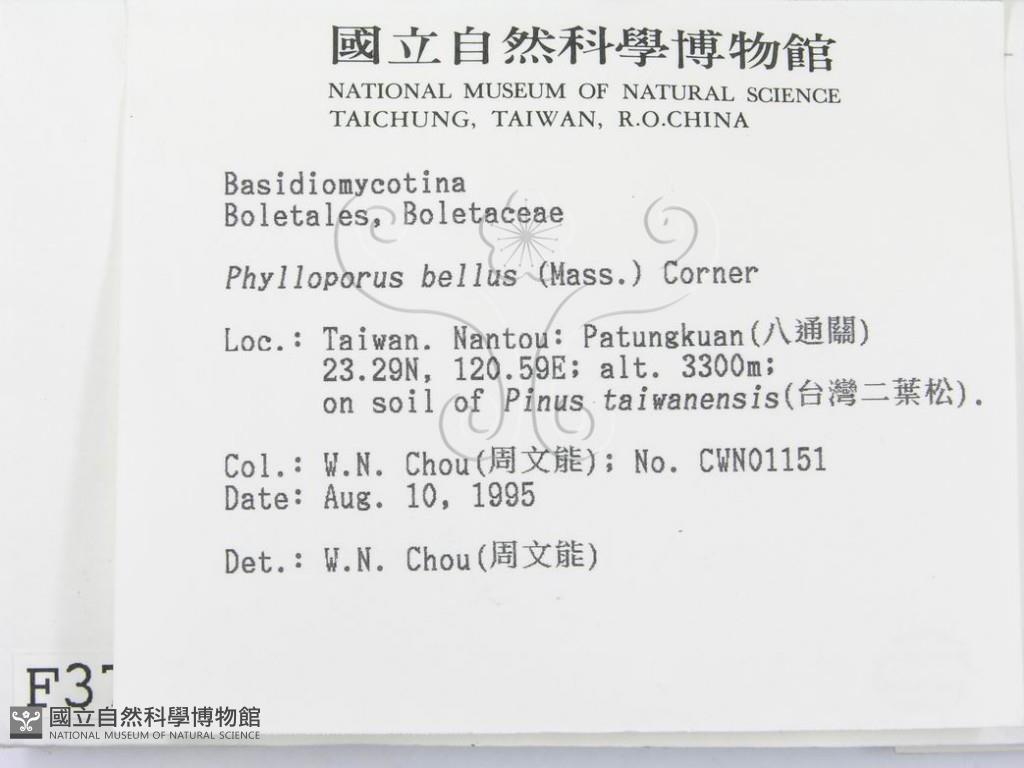 國立自然科學博物館
NATIONAL MUSEUM OF NATURAL SCIENCE
TAICHUNG, TAIWAN, R.O.CHINA
Basidiomycotina
Boletales, Boletaceae
Phylloporus bellus (Mass.) Corner
Loc.: Taiwan. Nantou: Patungkuan(八通關)
23.29N, 120.59E; alt. 3300m;
on soil of Pinus taiwanensis(台灣二葉松).
Col.: W.N. Chou(周文能); No. CWN01151
Date: Aug. 10, 1995
Det.: W.N. Chou(周文能)
國立自然科學博物館
NATIONAL MUSEUM OF NATURAL SCIENCE